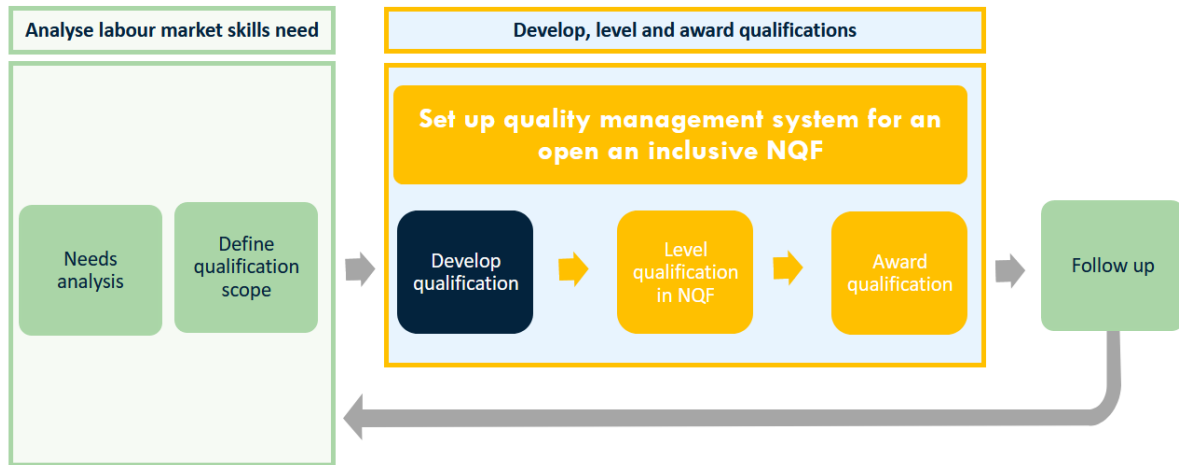 Analyse labour market skills need
Develop, level and award qualifications
Set up quality management system for an
open an inclusive NQF
Needs
analysis
Define
qualification
scope
Develop
qualification
Level
qualification
in NQF
Award
qualification
Follow up